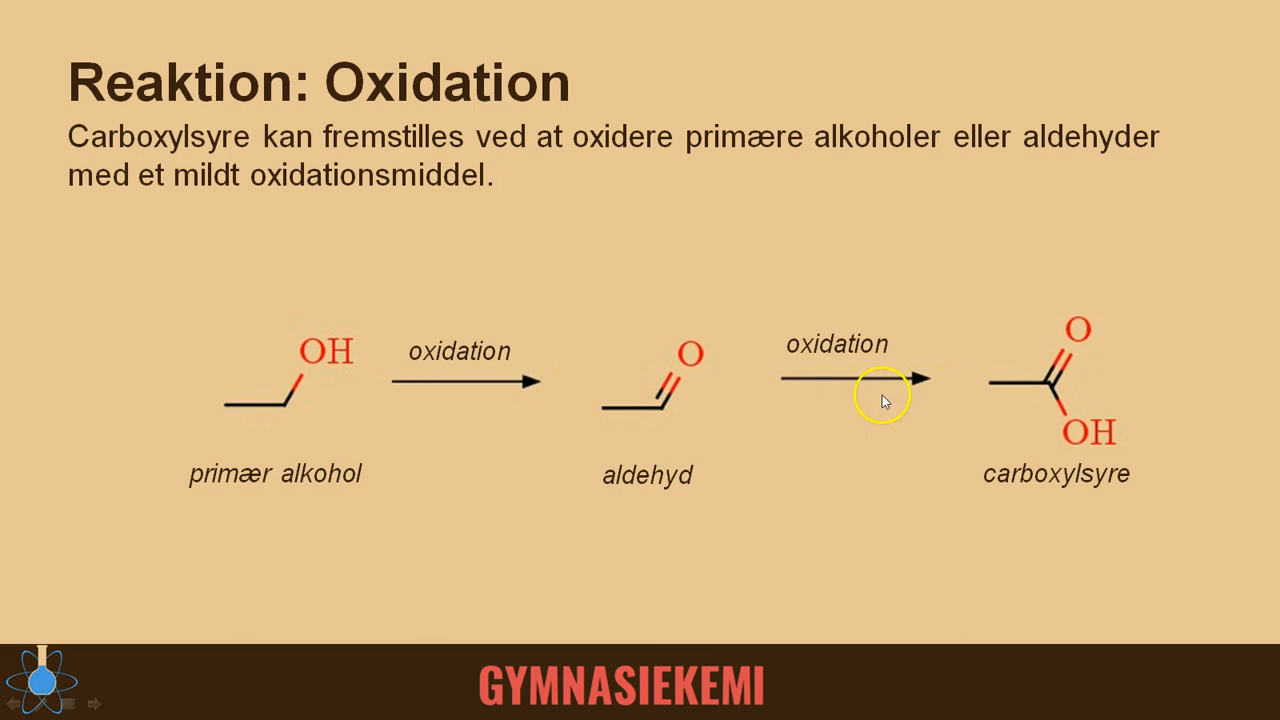 Reaktion: Oxidation
Carboxylsyre kan fremstilles ved at oxidere primære alkoholer eller aldehyder
med et mildt oxidationsmiddel.
OH
oxidation
O
oxidation
O
OH
primær alkohol
aldehyd
carboxylsyre
GYMNASIEKEMI